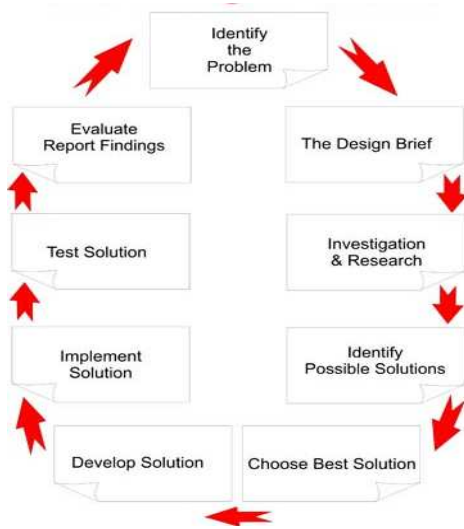 Identify
the
Problem
The Design Brief
Investigation
& Research
Identify
Possible Solutions
Choose Best Solution
Develop Solution
Implement
Solution
Test Solution
Evaluate
Report Findings